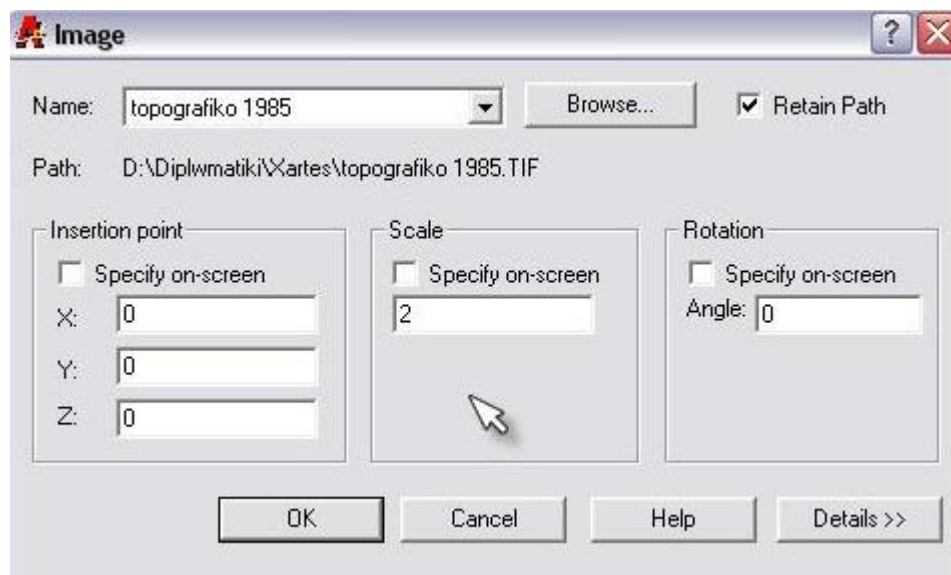 Image
Name: topografiko 1985 Browse... Retain Path
Path: D:\Diplwmatiki\Xartes\topografiko 1985.TIF
Insertion point Scale Rotation
Specify on-screen Specify on-screen Specify on-screen
X: 0 2 Angle: 0
Y: 0
Z: 0
OK Cancel Help Details >>